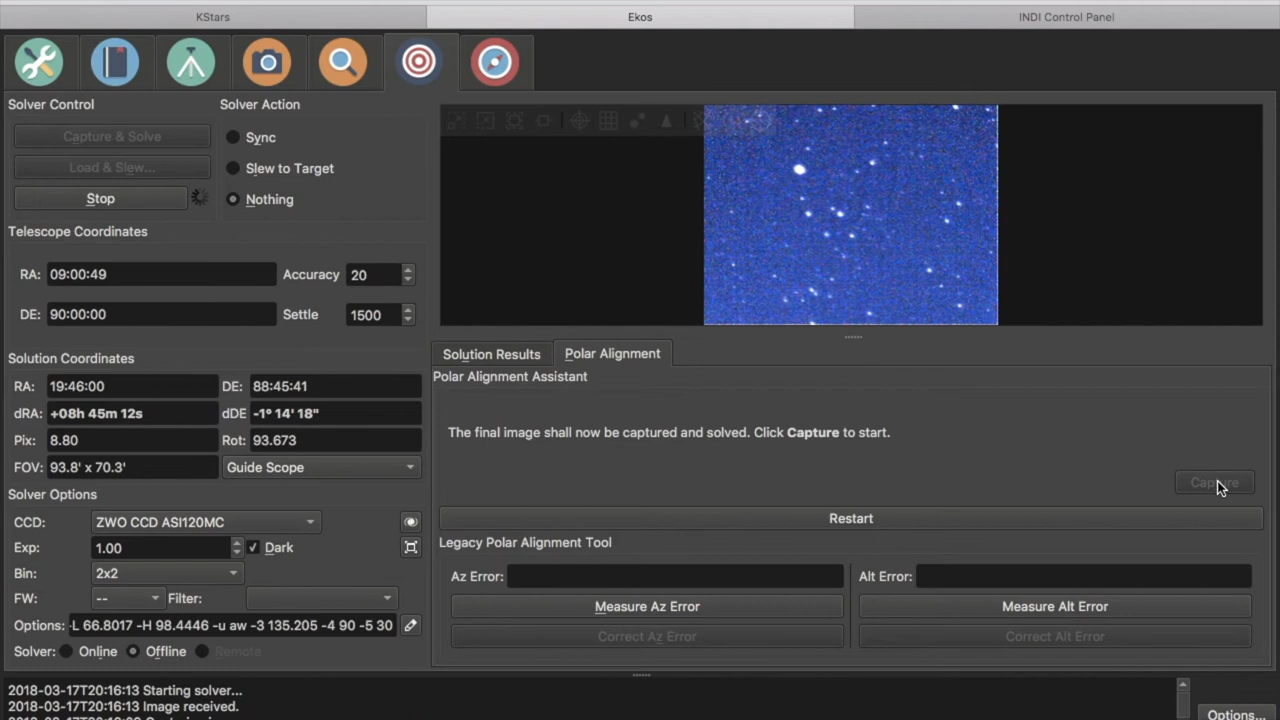 KStars
Ekos
INDI Control Panel
Solver Control
Solver Action
Capture & Solve
Sync
Load & Slew...
Slew to Target
Stop
Nothing
Telescope Coordinates
RA: 09:00:49 Accuracy 20
DE: 90:00:00 Settle 1500
Solution Coordinates
RA: 19:46:00 DE: 88:45:41
dRA: +08h 45m 12s dDE -1° 14' 18"
Pix: 8.80 Rot: 93.673
FOV: 93.8' x 70.3' Guide Scope
Solver Options
CCD: ZWO CCD ASI120MC
Exp: 1.00 Dark
Bin: 2x2
FW: -- Filter:
Options: -L 66.8017 -H 98.4446 -u aw -3 135.205 -4 90 -5 30
Solver: Online Offline Remote
Solution Results Polar Alignment
Polar Alignment Assistant
The final image shall now be captured and solved. Click Capture to start.
Capture
Restart
Legacy Polar Alignment Tool
Az Error: Alt Error:
Measure Az Error Measure Alt Error
Correct Az Error Correct Alt Error
2018-03-17T20:16:13 Starting solver...
2018-03-17T20:16:13 Image received.
Options...